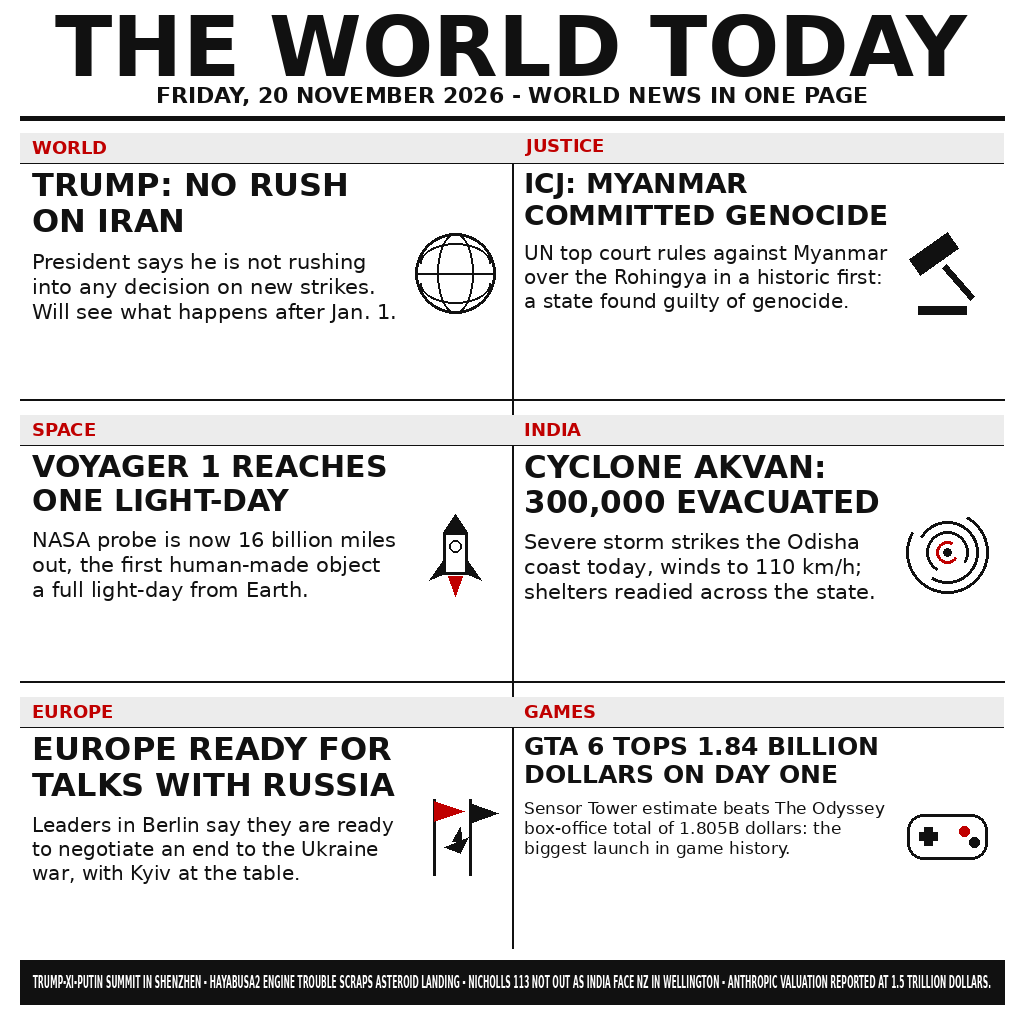 THE WORLD TODAY
FRIDAY, 20 NOVEMBER 2026 - WORLD NEWS IN ONE PAGE
WORLD
TRUMP: NO RUSH
ON IRAN
President says he is not rushing
into any decision on new strikes.
Will see what happens after Jan. 1.
JUSTICE
ICJ: MYANMAR
COMMITTED GENOCIDE
UN top court rules against Myanmar
over the Rohingya in a historic first:
a state found guilty of genocide.
SPACE
VOYAGER 1 REACHES
ONE LIGHT-DAY
NASA probe is now 16 billion miles
out, the first human-made object
a full light-day from Earth.
INDIA
CYCLONE AKVAN:
300,000 EVACUATED
Severe storm strikes the Odisha
coast today, winds to 110 km/h;
shelters readied across the state.
EUROPE
EUROPE READY FOR
TALKS WITH RUSSIA
Leaders in Berlin say they are ready
to negotiate an end to the Ukraine
war, with Kyiv at the table.
GAMES
GTA 6 TOPS 1.84 BILLION
DOLLARS ON DAY ONE
Sensor Tower estimate beats The Odyssey
box-office total of 1.805B dollars: the
biggest launch in game history.
TRUMP-XI-PUTIN SUMMIT IN SHENZHEN - HAYABUSA2 ENGINE TROUBLE SCRAPS ASTEROID LANDING - NICHOLLS 113 NOT OUT AS INDIA FACE NZ IN WELLINGTON - ANTHROPIC VALUATION REPORTED AT 1.5 TRILLION DOLLARS.